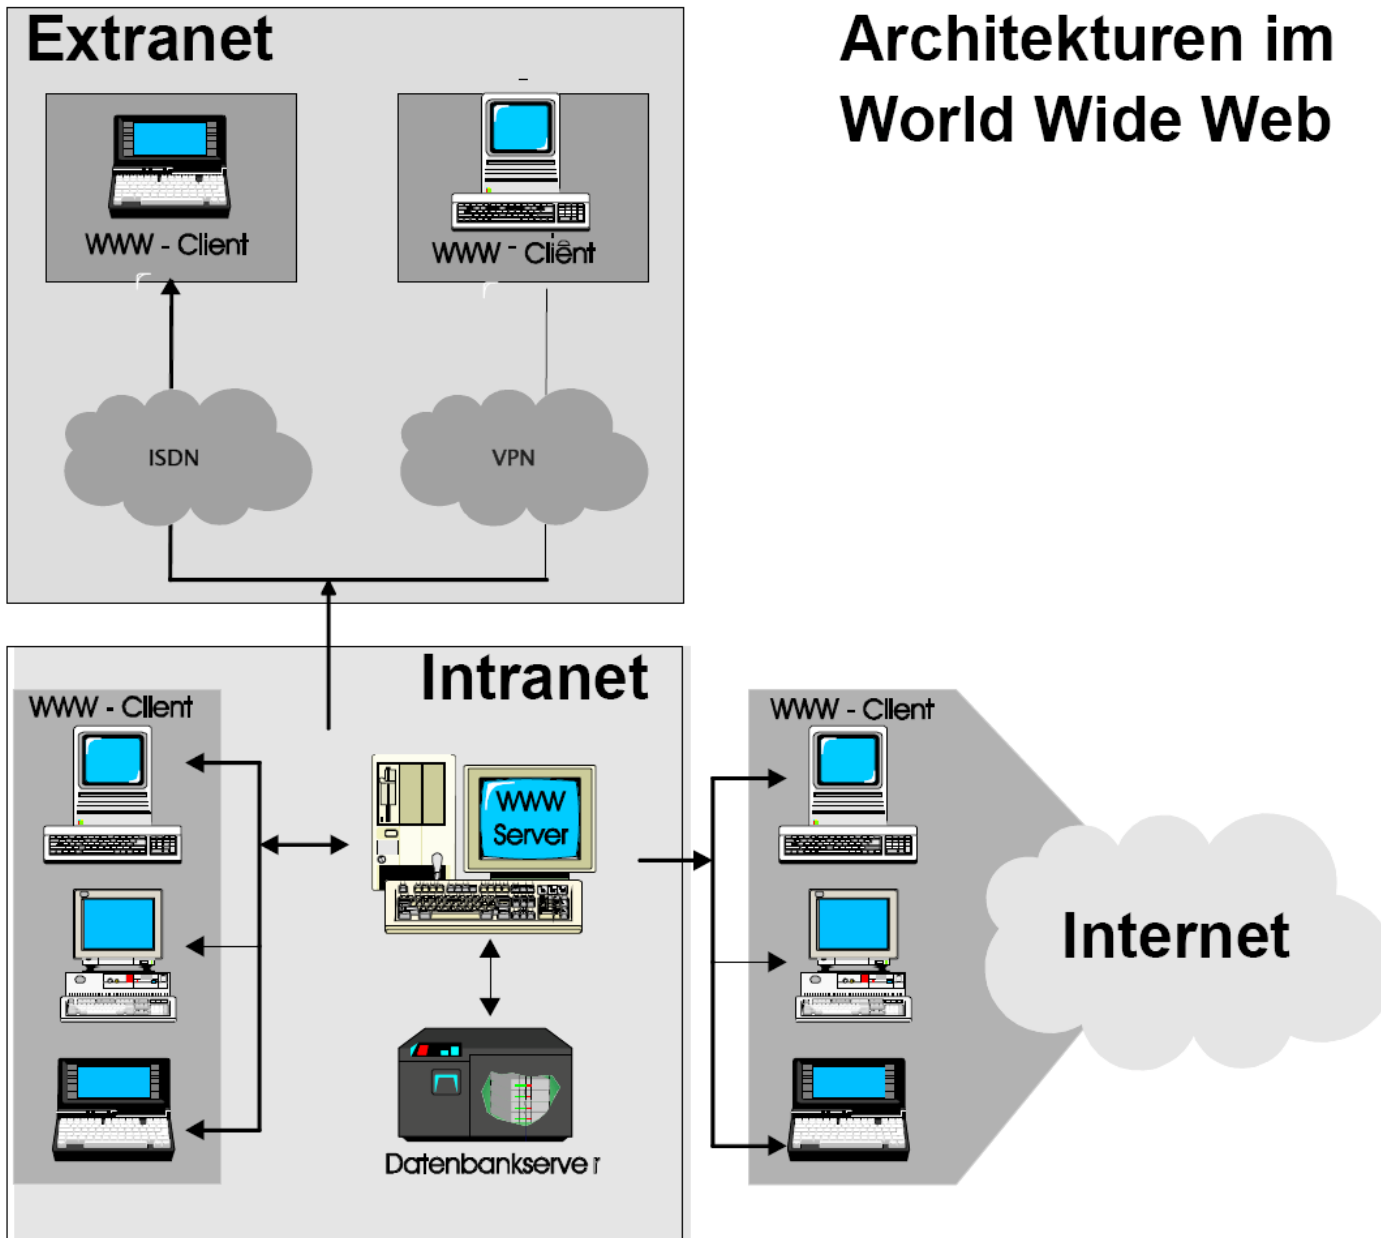 Extranet
Architekturen im
World Wide Web
WWW - Client
WWW - Client
ISDN
VPN
Intranet
WWW - Client
WWW
Server
Datenbankserver
WWW - Client
Internet